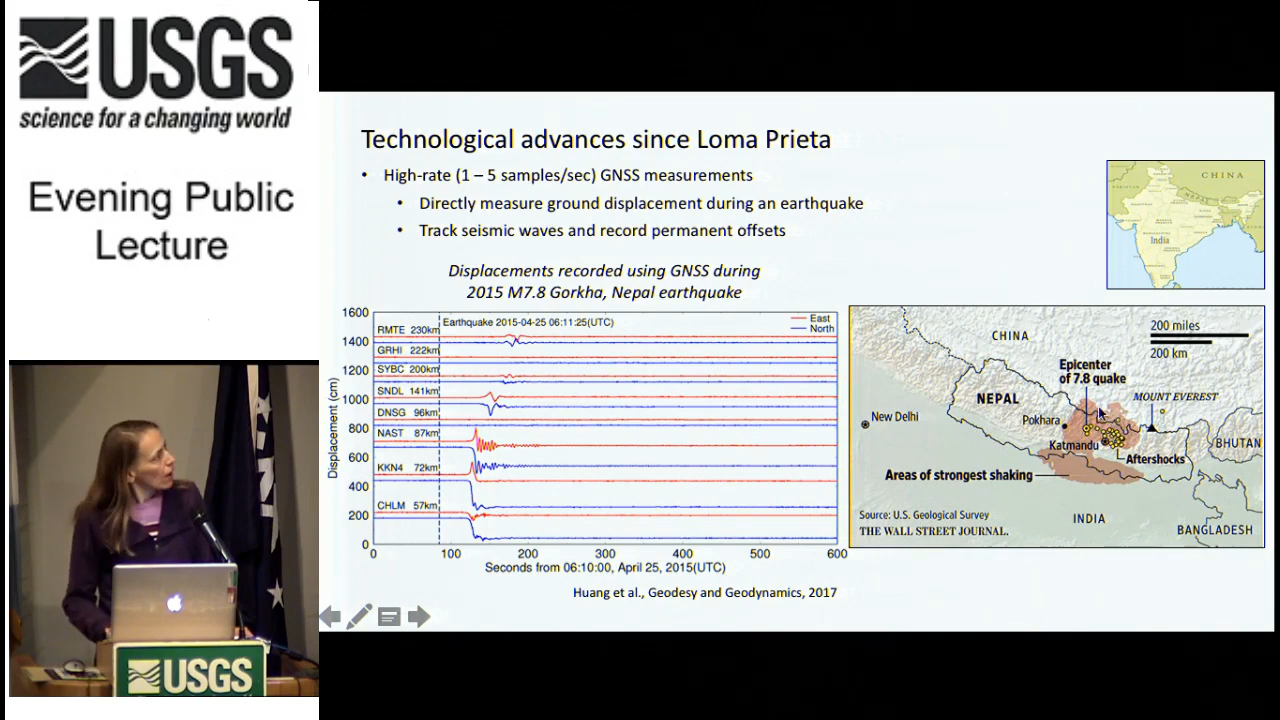 USGS
science for a changing world
Evening Public
Lecture
Technological advances since Loma Prieta
• High-rate (1 – 5 samples/sec) GNSS measurements
• Directly measure ground displacement during an earthquake
• Track seismic waves and record permanent offsets
Displacements recorded using GNSS during
2015 M7.8 Gorkha, Nepal earthquake
Displacement (cm)
1600
1400
1200
1000
800
600
400
200
0
Earthquake 2015-04-25 06:11:25(UTC)
East
North
RMTE 230km
GRHI 222km
SYBC 200km
SNDL 141km
DNSG 96km
NAST 87km
KKN4 72km
CHLM 57km
0 100 200 300 400 500 600
Seconds from 06:10:00, April 25, 2015(UTC)
Huang et al., Geodesy and Geodynamics, 2017
CHINA
India
200 miles
200 km
CHINA
Epicenter
of 7.8 quake
MOUNT EVEREST
NEPAL
New Delhi
Pokhara
Katmandu
BHUTAN
Aftershocks
Areas of strongest shaking
Source: U.S. Geological Survey
THE WALL STREET JOURNAL.
INDIA
BANGLADESH
USGS